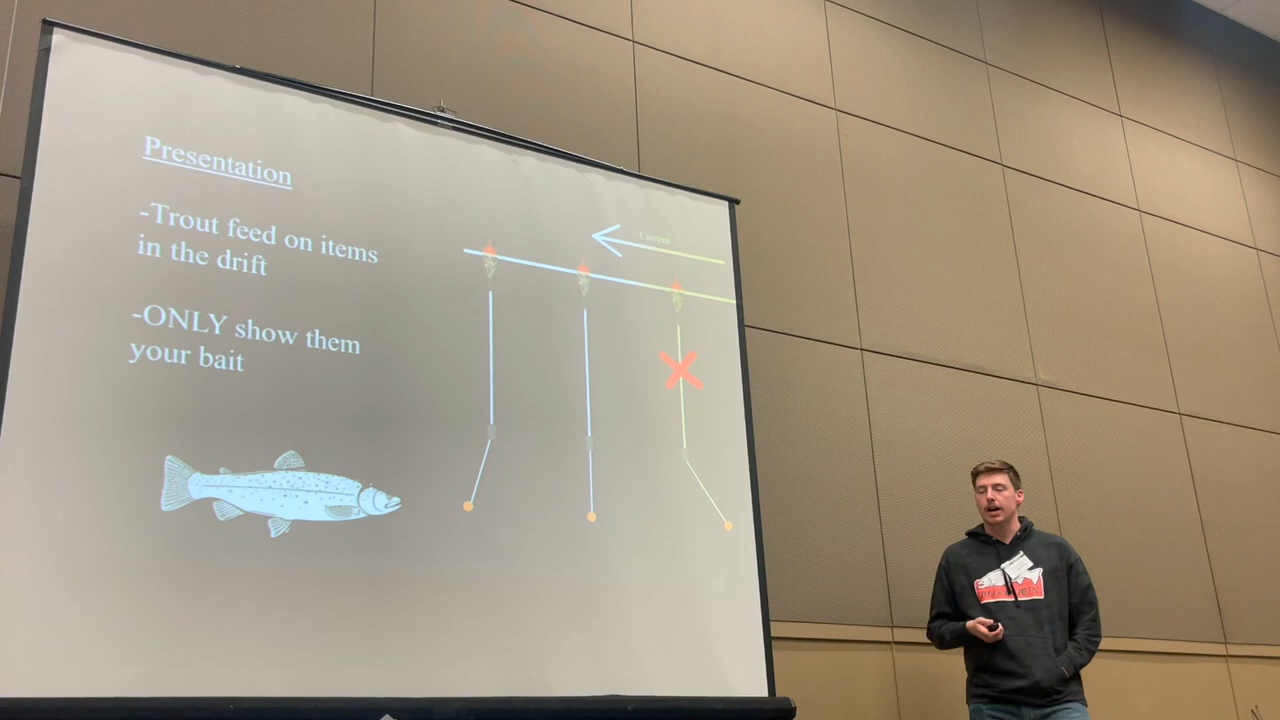 Presentation
-Trout feed on items
in the drift
-ONLY show them
your bait
Current